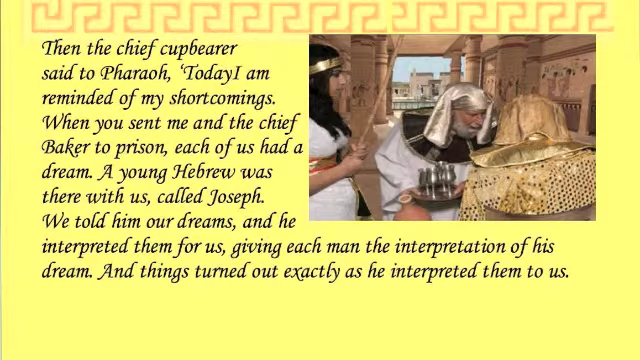 Then the chief cupbearer
said to Pharaoh, ‘TodayI am
reminded of my shortcomings.
When you sent me and the chief
Baker to prison, each of us had a
dream. A young Hebrew was
there with us, called Joseph.
We told him our dreams, and he
interpreted them for us, giving each man the interpretation of his
dream. And things turned out exactly as he interpreted them to us.